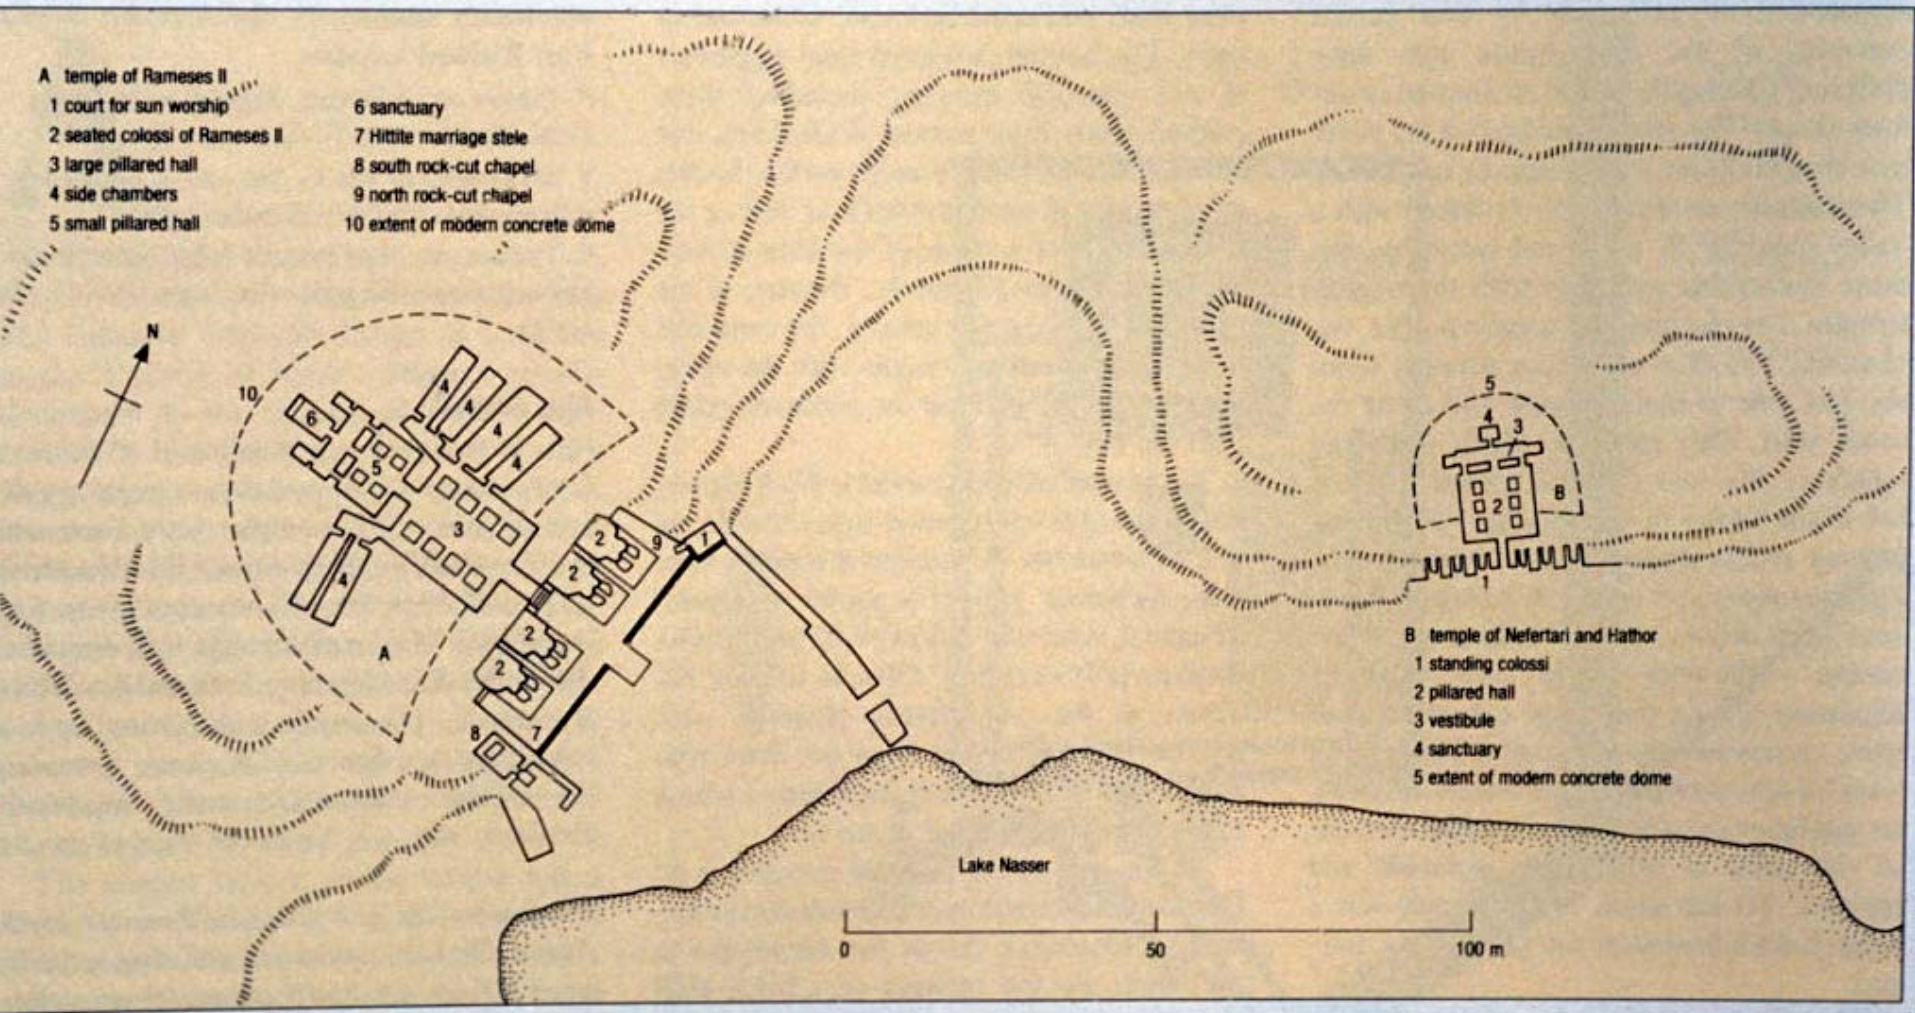 A temple of Rameses II
1 court for sun worship
2 seated colossi of Rameses II
3 large pillared hall
4 side chambers
5 small pillared hall
6 sanctuary
7 Hittite marriage stele
8 south rock-cut chapel
9 north rock-cut chapel
10 extent of modern concrete dome
N
10
6
4
4
4
4
5
3
4
A
2
2
2
2
9
1
7
8
5
4
3
2
B
1
B temple of Nefertari and Hathor
1 standing colossi
2 pillared hall
3 vestibule
4 sanctuary
5 extent of modern concrete dome
Lake Nasser
0 50 100 m